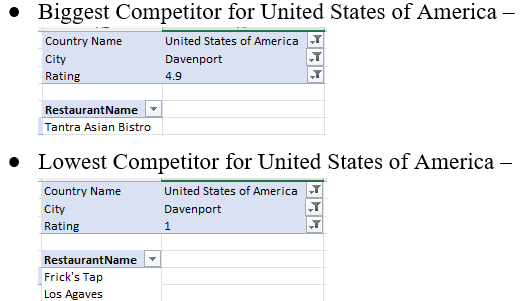 ● Biggest Competitor for United States of America –
Country Name United States of America
City Davenport
Rating 4.9
RestaurantName
Tantra Asian Bistro
● Lowest Competitor for United States of America –
Country Name United States of America
City Davenport
Rating 1
RestaurantName
Frick's Tap
Los Agaves